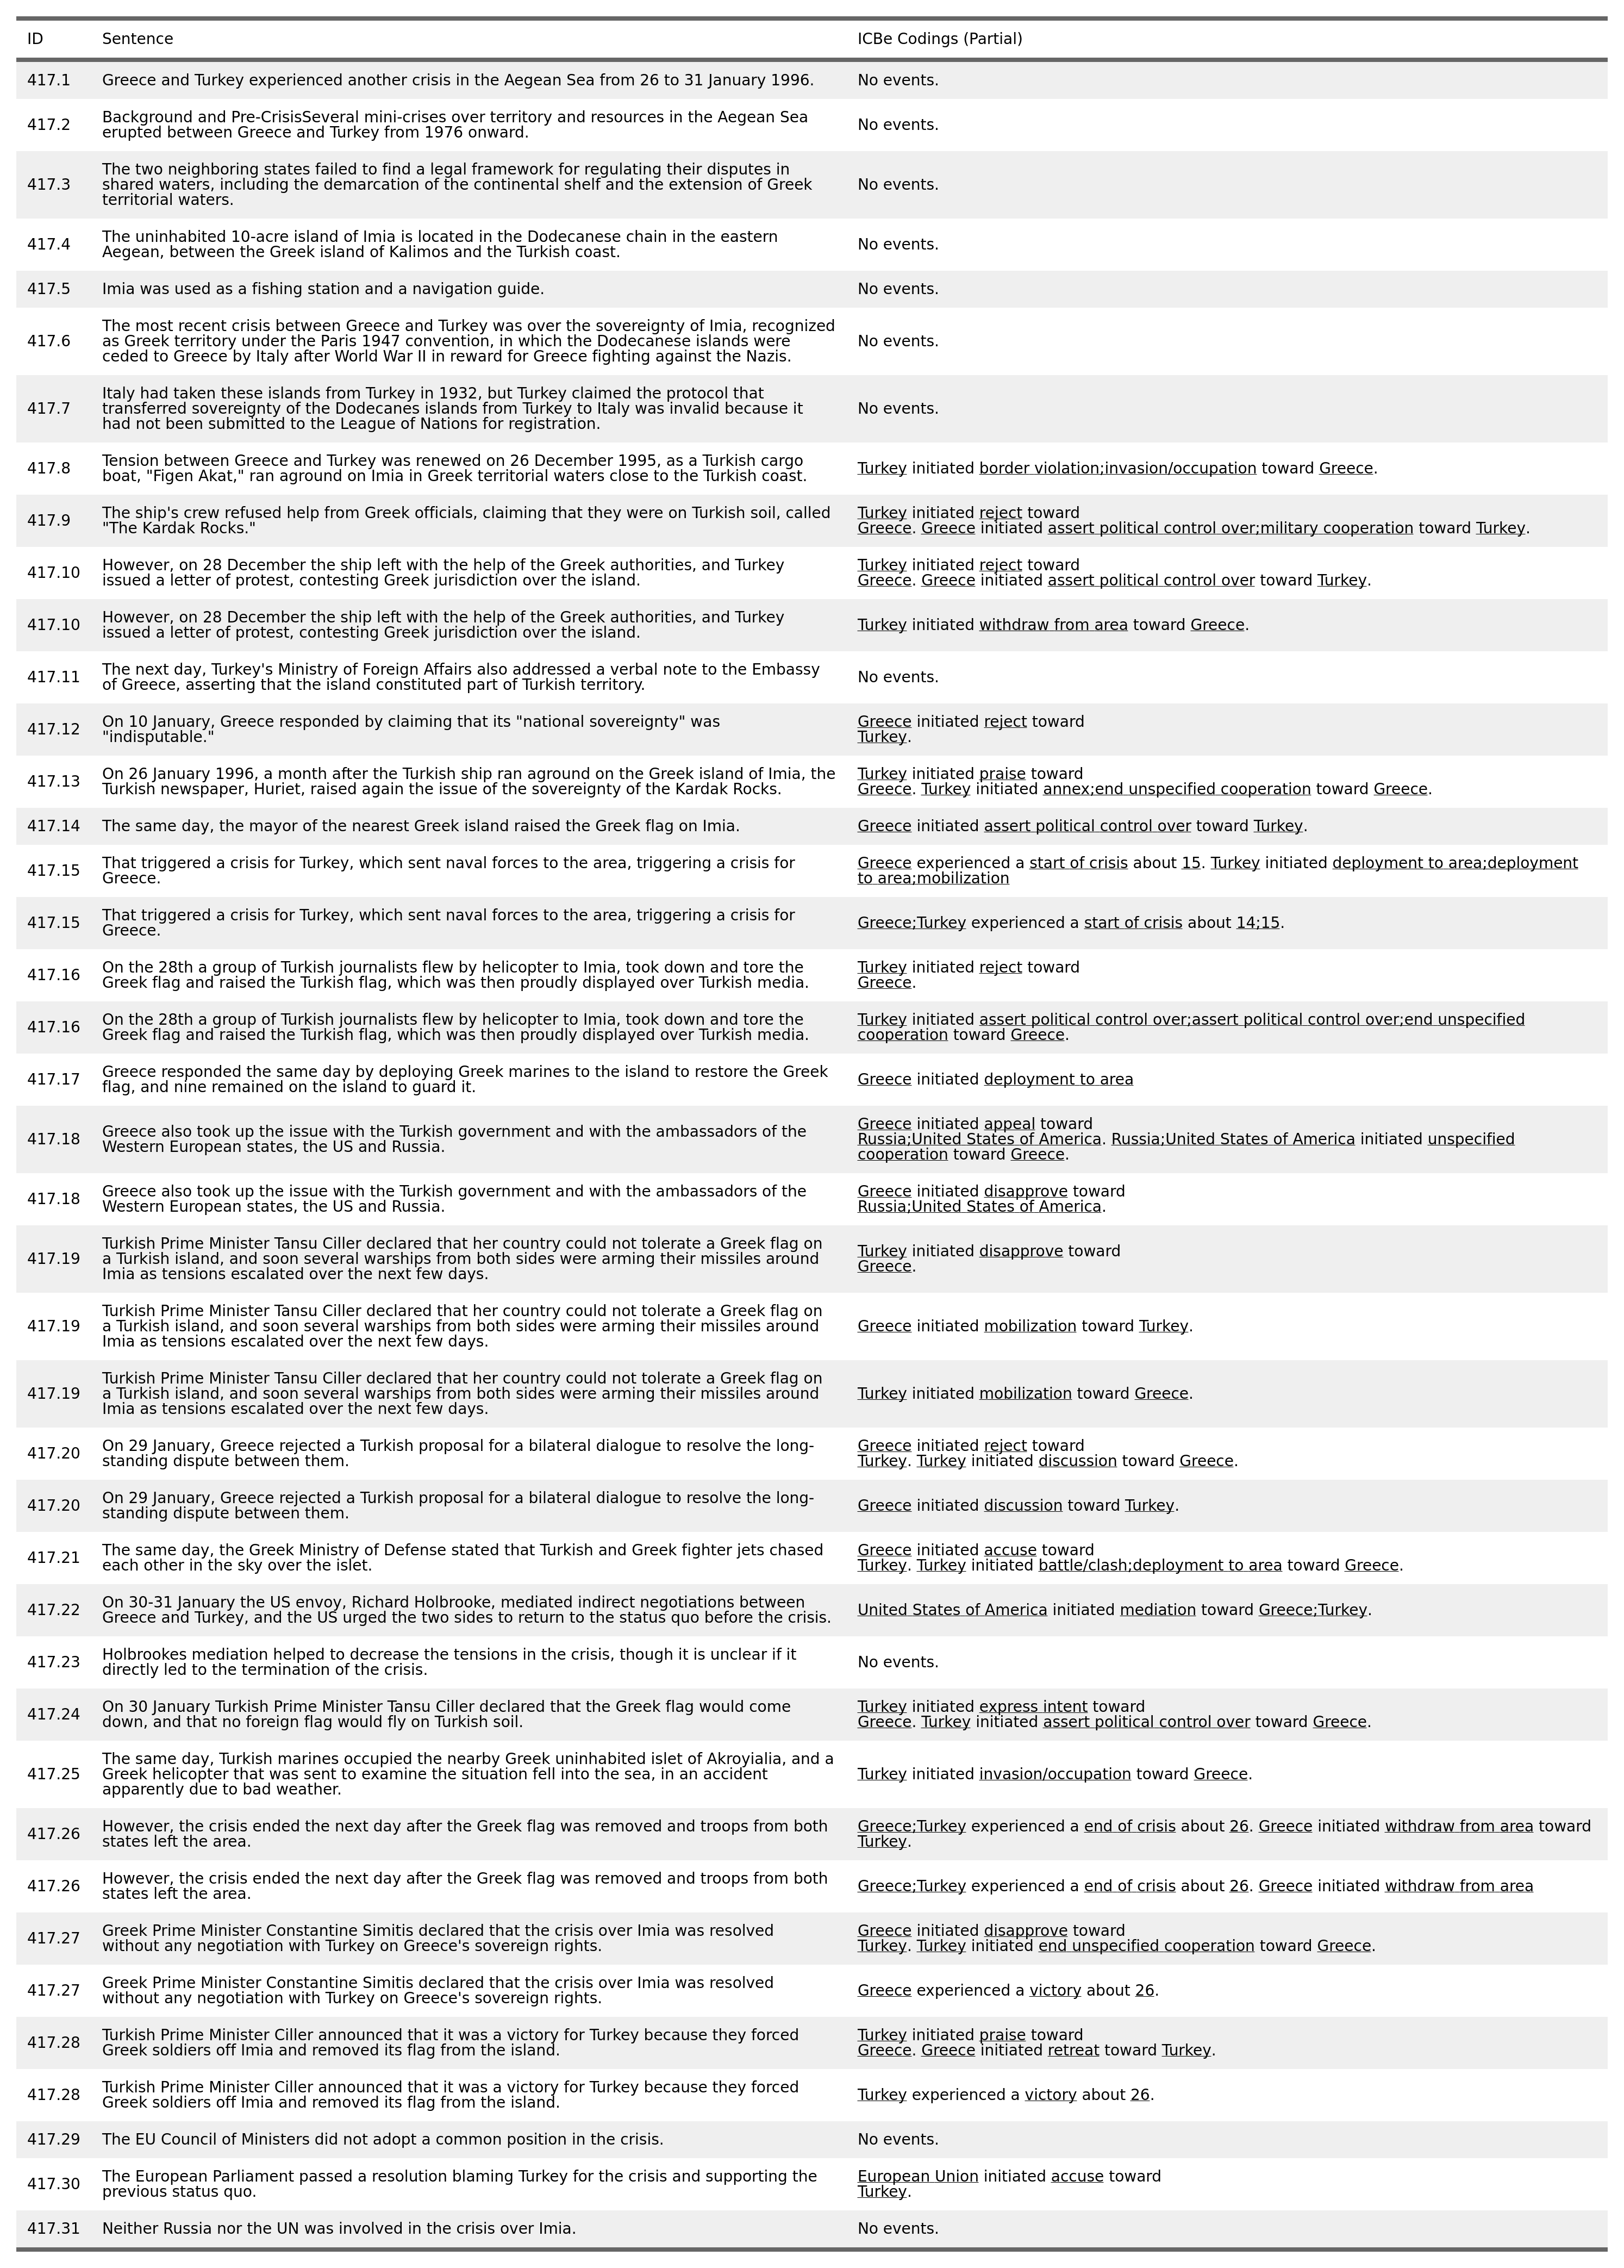 ID Sentence ICBe Codings (Partial)
417.1 Greece and Turkey experienced another crisis in the Aegean Sea from 26 to 31 January 1996. No events.
417.2 Background and Pre-CrisisSeveral mini-crises over territory and resources in the Aegean Sea
erupted between Greece and Turkey from 1976 onward. No events.
417.3 The two neighboring states failed to find a legal framework for regulating their disputes in
shared waters, including the demarcation of the continental shelf and the extension of Greek
territorial waters. No events.
417.4 The uninhabited 10-acre island of Imia is located in the Dodecanese chain in the eastern
Aegean, between the Greek island of Kalimos and the Turkish coast. No events.
417.5 Imia was used as a fishing station and a navigation guide. No events.
417.6 The most recent crisis between Greece and Turkey was over the sovereignty of Imia, recognized
as Greek territory under the Paris 1947 convention, in which the Dodecanese islands were
ceded to Greece by Italy after World War II in reward for Greece fighting against the Nazis. No events.
417.7 Italy had taken these islands from Turkey in 1932, but Turkey claimed the protocol that
transferred sovereignty of the Dodecanes islands from Turkey to Italy was invalid because it
had not been submitted to the League of Nations for registration. No events.
417.8 Tension between Greece and Turkey was renewed on 26 December 1995, as a Turkish cargo
boat, "Figen Akat," ran aground on Imia in Greek territorial waters close to the Turkish coast.
Turkey initiated border violation;invasion/occupation toward Greece.
417.9 The ship's crew refused help from Greek officials, claiming that they were on Turkish soil, called
"The Kardak Rocks."
Turkey initiated reject toward
Greece. Greece initiated assert political control over;military cooperation toward Turkey.
417.10 However, on 28 December the ship left with the help of the Greek authorities, and Turkey
issued a letter of protest, contesting Greek jurisdiction over the island.
Turkey initiated reject toward
Greece. Greece initiated assert political control over toward Turkey.
417.10 However, on 28 December the ship left with the help of the Greek authorities, and Turkey
issued a letter of protest, contesting Greek jurisdiction over the island.
Turkey initiated withdraw from area toward Greece.
417.11 The next day, Turkey's Ministry of Foreign Affairs also addressed a verbal note to the Embassy
of Greece, asserting that the island constituted part of Turkish territory. No events.
417.12 On 10 January, Greece responded by claiming that its "national sovereignty" was
"indisputable."
Greece initiated reject toward
Turkey.
417.13 On 26 January 1996, a month after the Turkish ship ran aground on the Greek island of Imia, the
Turkish newspaper, Huriet, raised again the issue of the sovereignty of the Kardak Rocks.
Turkey initiated praise toward
Greece. Turkey initiated annex;end unspecified cooperation toward Greece.
417.14 The same day, the mayor of the nearest Greek island raised the Greek flag on Imia. Greece initiated assert political control over toward Turkey.
417.15 That triggered a crisis for Turkey, which sent naval forces to the area, triggering a crisis for
Greece.
Greece experienced a start of crisis about 15. Turkey initiated deployment to area;deployment
to area;mobilization
417.15 That triggered a crisis for Turkey, which sent naval forces to the area, triggering a crisis for
Greece.
Greece;Turkey experienced a start of crisis about 14;15.
417.16 On the 28th a group of Turkish journalists flew by helicopter to Imia, took down and tore the
Greek flag and raised the Turkish flag, which was then proudly displayed over Turkish media.
Turkey initiated reject toward
Greece.
417.16 On the 28th a group of Turkish journalists flew by helicopter to Imia, took down and tore the
Greek flag and raised the Turkish flag, which was then proudly displayed over Turkish media.
Turkey initiated assert political control over;assert political control over;end unspecified
cooperation toward Greece.
417.17 Greece responded the same day by deploying Greek marines to the island to restore the Greek
flag, and nine remained on the island to guard it.
Greece initiated deployment to area
417.18 Greece also took up the issue with the Turkish government and with the ambassadors of the
Western European states, the US and Russia.
Greece initiated appeal toward
Russia;United States of America. Russia;United States of America initiated unspecified
cooperation toward Greece.
417.18 Greece also took up the issue with the Turkish government and with the ambassadors of the
Western European states, the US and Russia.
Greece initiated disapprove toward
Russia;United States of America.
417.19 Turkish Prime Minister Tansu Ciller declared that her country could not tolerate a Greek flag on
a Turkish island, and soon several warships from both sides were arming their missiles around
Imia as tensions escalated over the next few days.
Turkey initiated disapprove toward
Greece.
417.19 Turkish Prime Minister Tansu Ciller declared that her country could not tolerate a Greek flag on
a Turkish island, and soon several warships from both sides were arming their missiles around
Imia as tensions escalated over the next few days.
Greece initiated mobilization toward Turkey.
417.19 Turkish Prime Minister Tansu Ciller declared that her country could not tolerate a Greek flag on
a Turkish island, and soon several warships from both sides were arming their missiles around
Imia as tensions escalated over the next few days.
Turkey initiated mobilization toward Greece.
417.20 On 29 January, Greece rejected a Turkish proposal for a bilateral dialogue to resolve the long-
standing dispute between them.
Greece initiated reject toward
Turkey. Turkey initiated discussion toward Greece.
417.20 On 29 January, Greece rejected a Turkish proposal for a bilateral dialogue to resolve the long-
standing dispute between them.
Greece initiated discussion toward Turkey.
417.21 The same day, the Greek Ministry of Defense stated that Turkish and Greek fighter jets chased
each other in the sky over the islet.
Greece initiated accuse toward
Turkey. Turkey initiated battle/clash;deployment to area toward Greece.
417.22 On 30-31 January the US envoy, Richard Holbrooke, mediated indirect negotiations between
Greece and Turkey, and the US urged the two sides to return to the status quo before the crisis.
United States of America initiated mediation toward Greece;Turkey.
417.23 Holbrookes mediation helped to decrease the tensions in the crisis, though it is unclear if it
directly led to the termination of the crisis. No events.
417.24 On 30 January Turkish Prime Minister Tansu Ciller declared that the Greek flag would come
down, and that no foreign flag would fly on Turkish soil.
Turkey initiated express intent toward
Greece. Turkey initiated assert political control over toward Greece.
417.25 The same day, Turkish marines occupied the nearby Greek uninhabited islet of Akroyialia, and a
Greek helicopter that was sent to examine the situation fell into the sea, in an accident
apparently due to bad weather.
Turkey initiated invasion/occupation toward Greece.
417.26 However, the crisis ended the next day after the Greek flag was removed and troops from both
states left the area.
Greece;Turkey experienced a end of crisis about 26. Greece initiated withdraw from area toward
Turkey.
417.26 However, the crisis ended the next day after the Greek flag was removed and troops from both
states left the area.
Greece;Turkey experienced a end of crisis about 26. Greece initiated withdraw from area
417.27 Greek Prime Minister Constantine Simitis declared that the crisis over Imia was resolved
without any negotiation with Turkey on Greece's sovereign rights.
Greece initiated disapprove toward
Turkey. Turkey initiated end unspecified cooperation toward Greece.
417.27 Greek Prime Minister Constantine Simitis declared that the crisis over Imia was resolved
without any negotiation with Turkey on Greece's sovereign rights.
Greece experienced a victory about 26.
417.28 Turkish Prime Minister Ciller announced that it was a victory for Turkey because they forced
Greek soldiers off Imia and removed its flag from the island.
Turkey initiated praise toward
Greece. Greece initiated retreat toward Turkey.
417.28 Turkish Prime Minister Ciller announced that it was a victory for Turkey because they forced
Greek soldiers off Imia and removed its flag from the island.
Turkey experienced a victory about 26.
417.29 The EU Council of Ministers did not adopt a common position in the crisis. No events.
417.30 The European Parliament passed a resolution blaming Turkey for the crisis and supporting the
previous status quo.
European Union initiated accuse toward
Turkey.
417.31 Neither Russia nor the UN was involved in the crisis over Imia. No events.